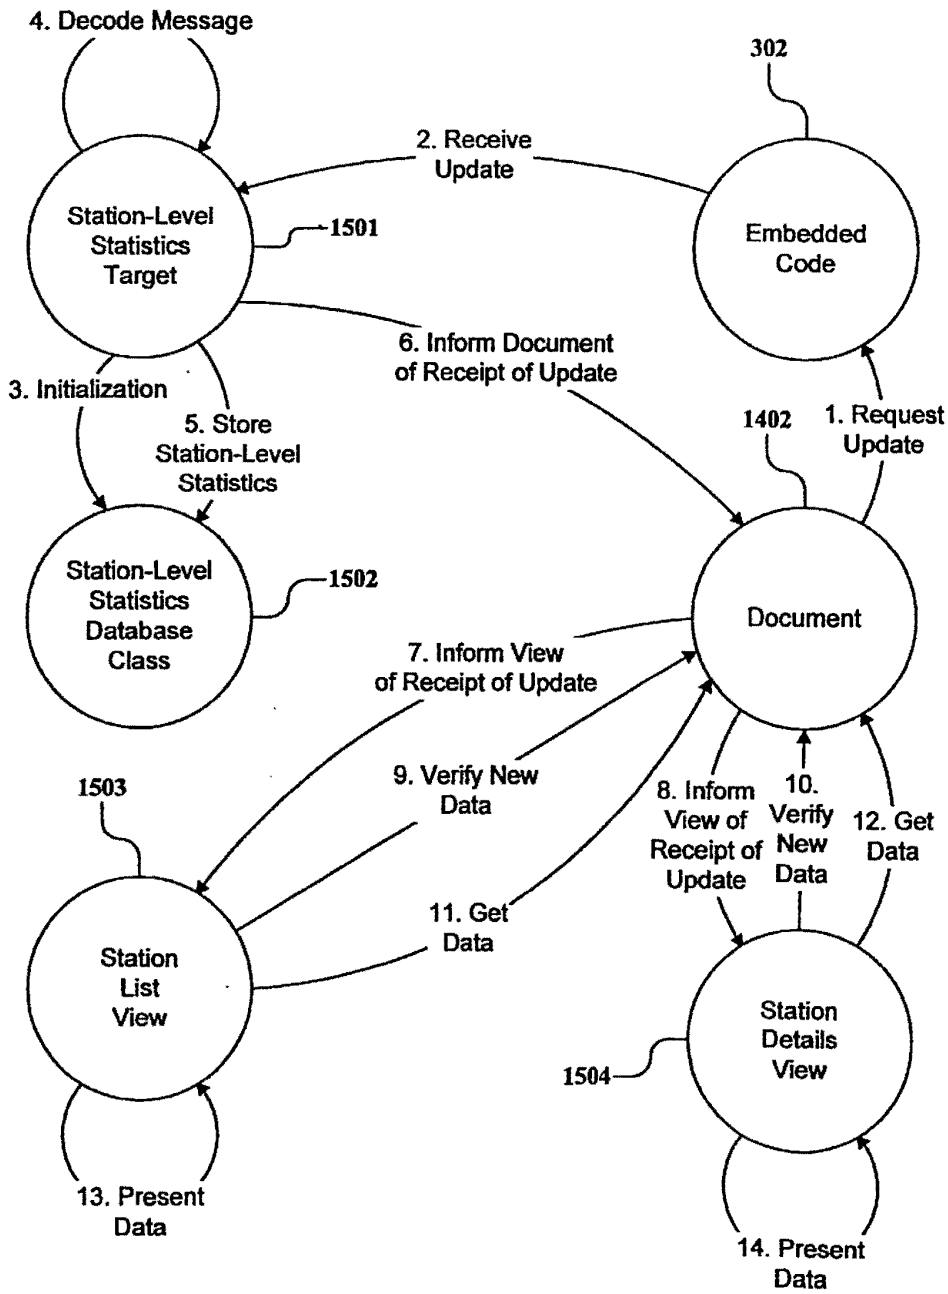 4. Decode Message
302
2. Receive
Update
Station-Level
Statistics
Target
1501
Embedded
Code
6. Inform Document
of Receipt of Update
3. Initialization
5. Store
Station-Level
Statistics
1402
1. Request
Update
Station-Level
Statistics
Database
Class
1502
Document
7. Inform View
of Receipt of Update
9. Verify New
Data
1503
8. Inform
View of
Receipt of
Update
10.
Verify
New
Data
12. Get
Data
11. Get
Data
Station
List
View
Station
Details
View
1504
13. Present
Data
14. Present
Data